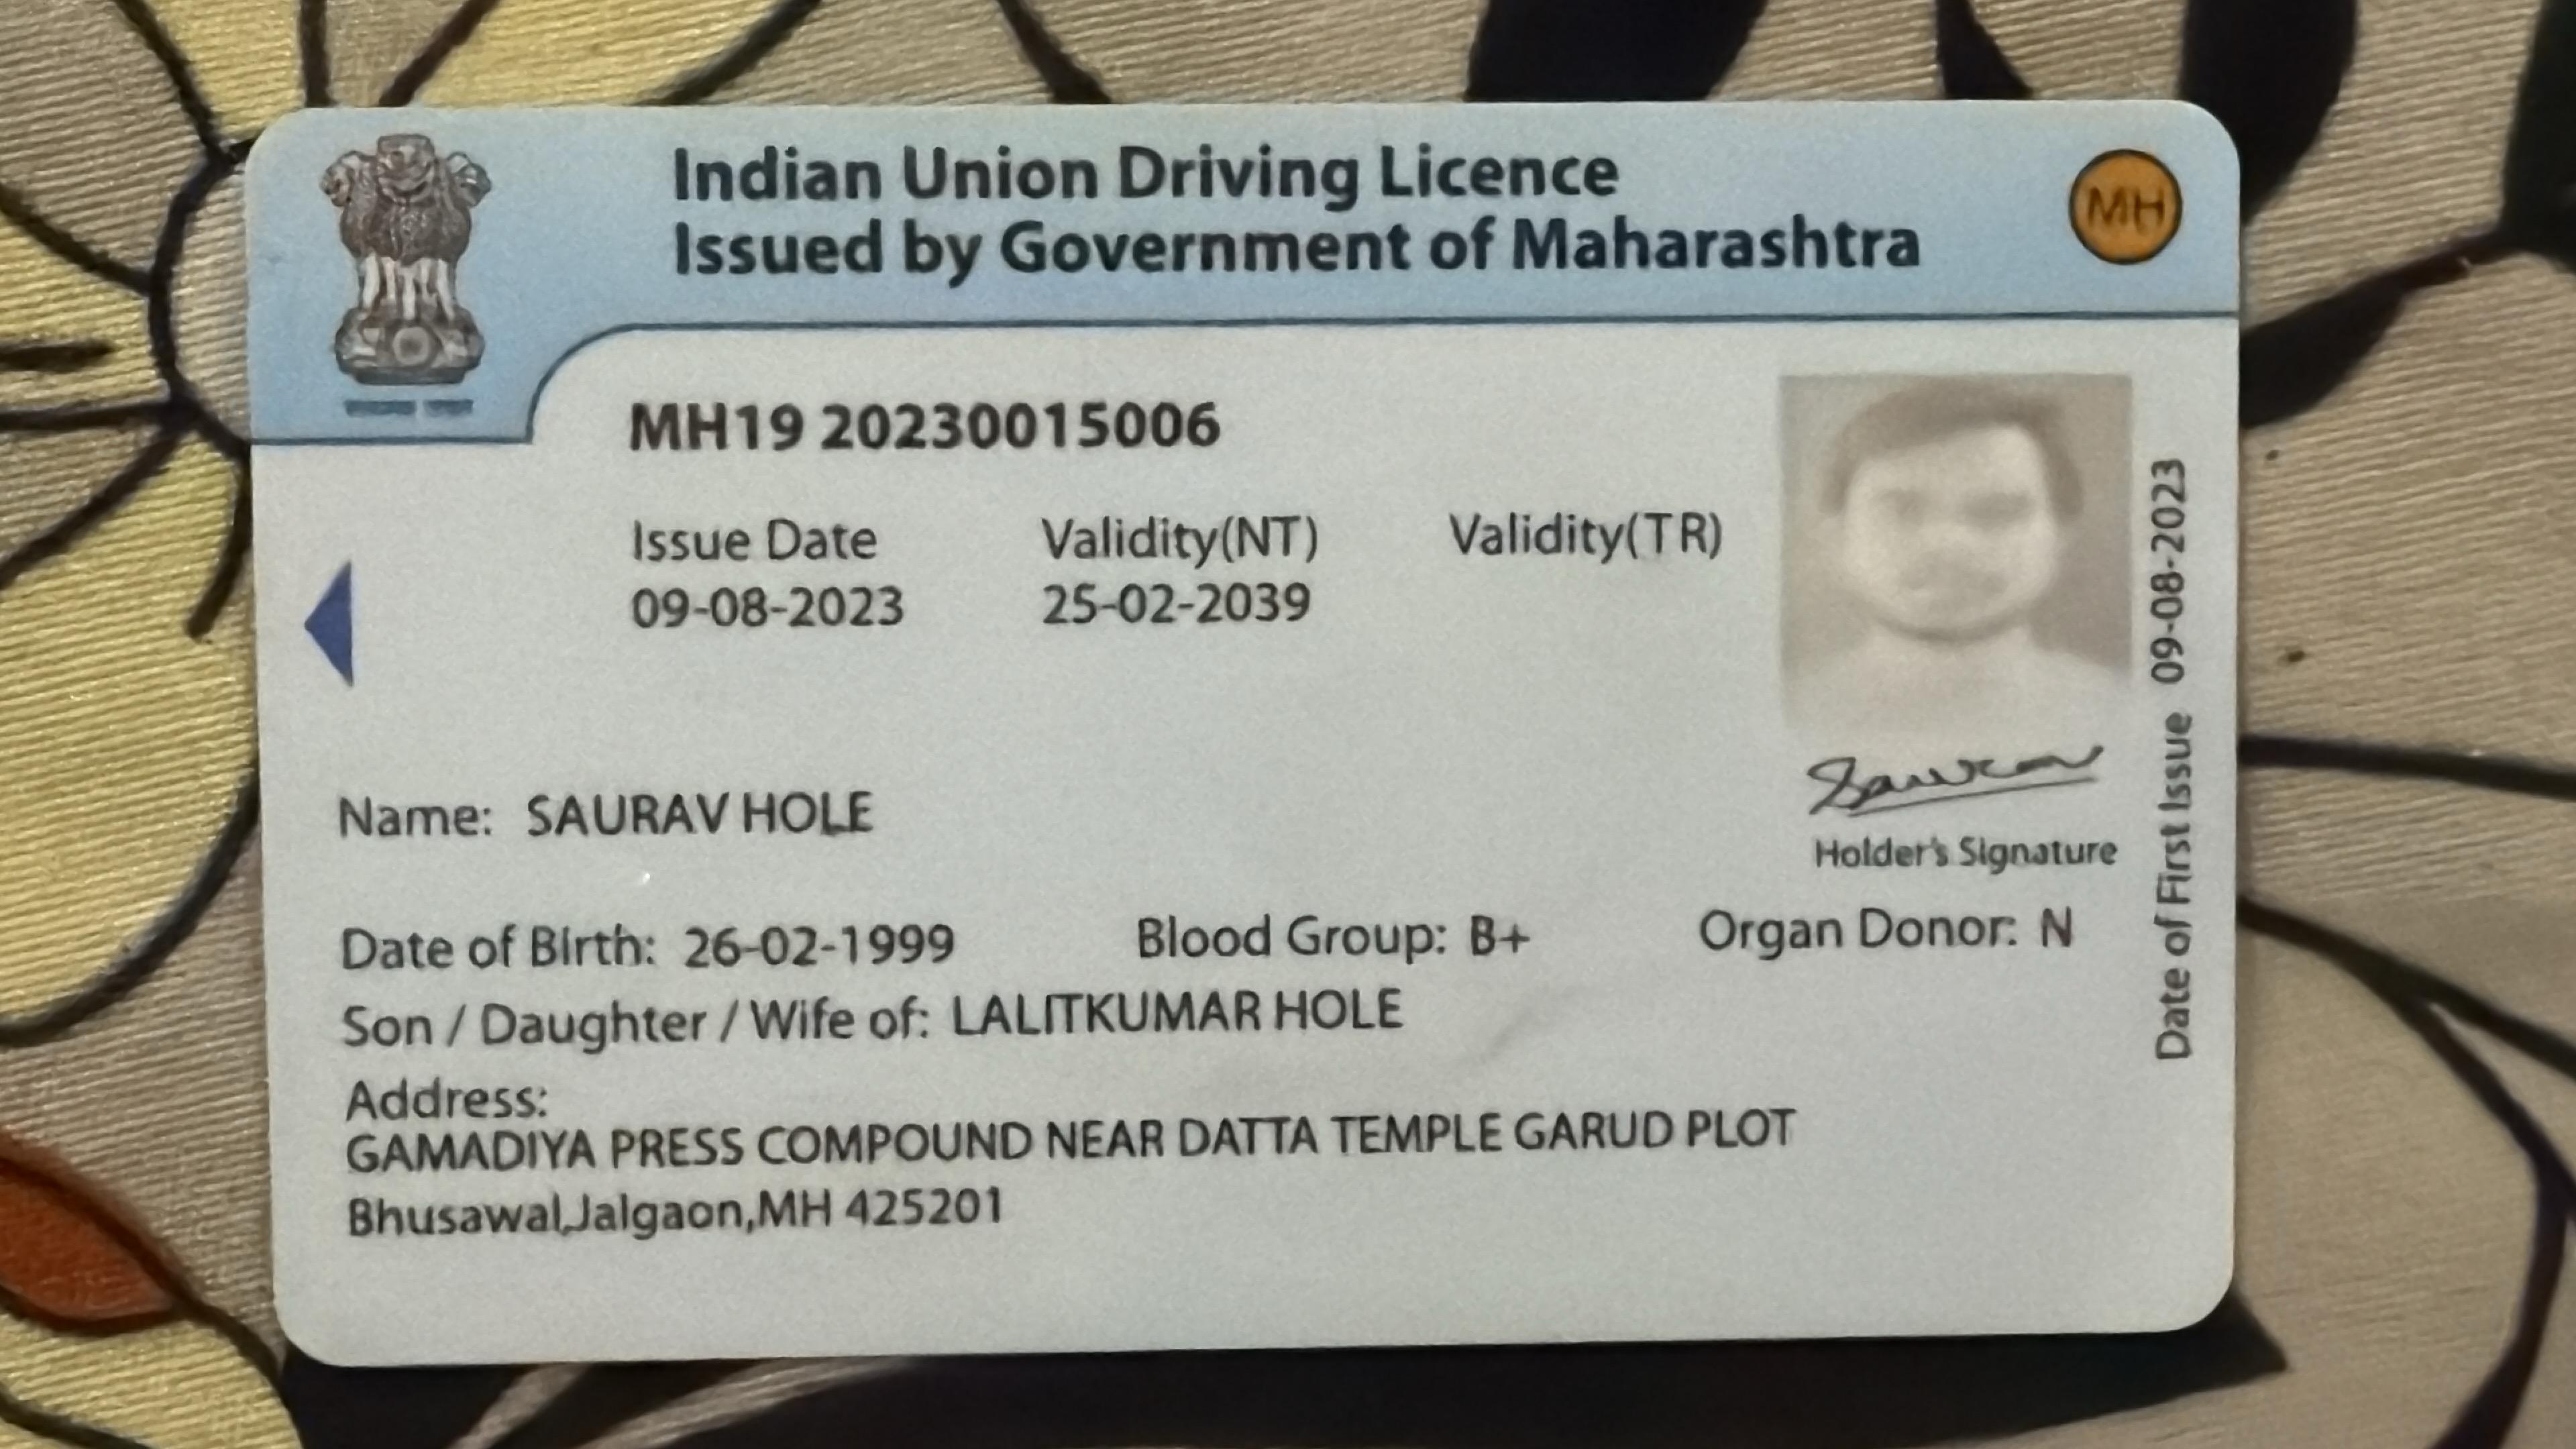 Indian Union Driving Licence
Issued by Government of Maharashtra
MH
MH19 20230015006
Issue Date Validity(NT) Validity(TR)
09-08-2023 25-02-2039
Date of First Issue 09-08-2023
Name: SAURAV HOLE
Saurav
Holder's Signature
Date of Birth: 26-02-1999 Blood Group: B+ Organ Donor: N
Son / Daughter / Wife of: LALITKUMAR HOLE
Address:
GAMADIYA PRESS COMPOUND NEAR DATTA TEMPLE GARUD PLOT
Bhusawal,Jalgaon,MH 425201